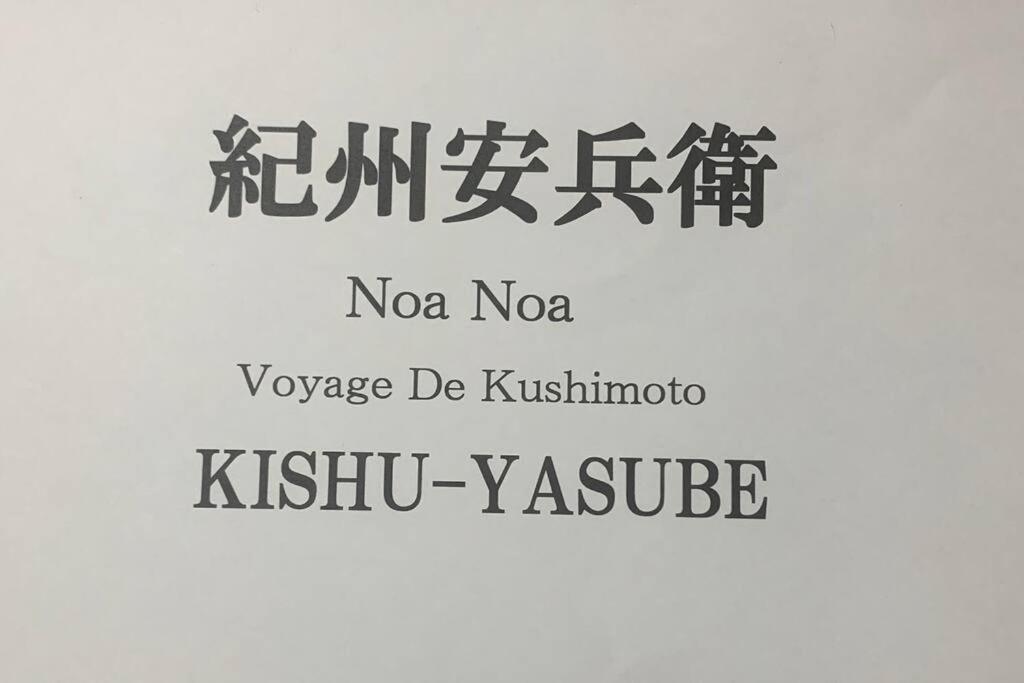 紀州安兵衛
Noa Noa
Voyage De Kushimoto
KISHU-YASUBE